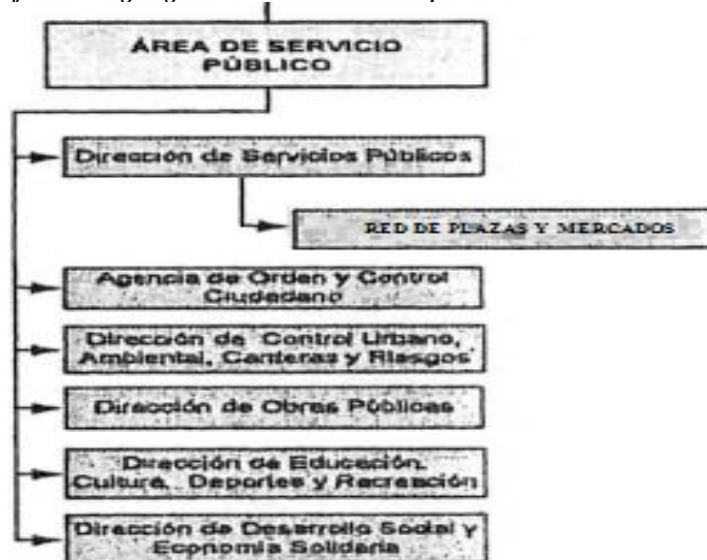 ÁREA DE SERVICIO
PÚBLICO
Dirección de Servicios Públicos
RED DE PLAZAS Y MERCADOS
Agencia de Orden y Control
Ciudadano
Dirección de Control Urbano,
Ambiental, Canteras y Riesgos
Dirección de Obras Públicas
Dirección de Educación,
Cultura, Deportes y Recreación
Dirección de Desarrollo Social y
Economía Solidaria